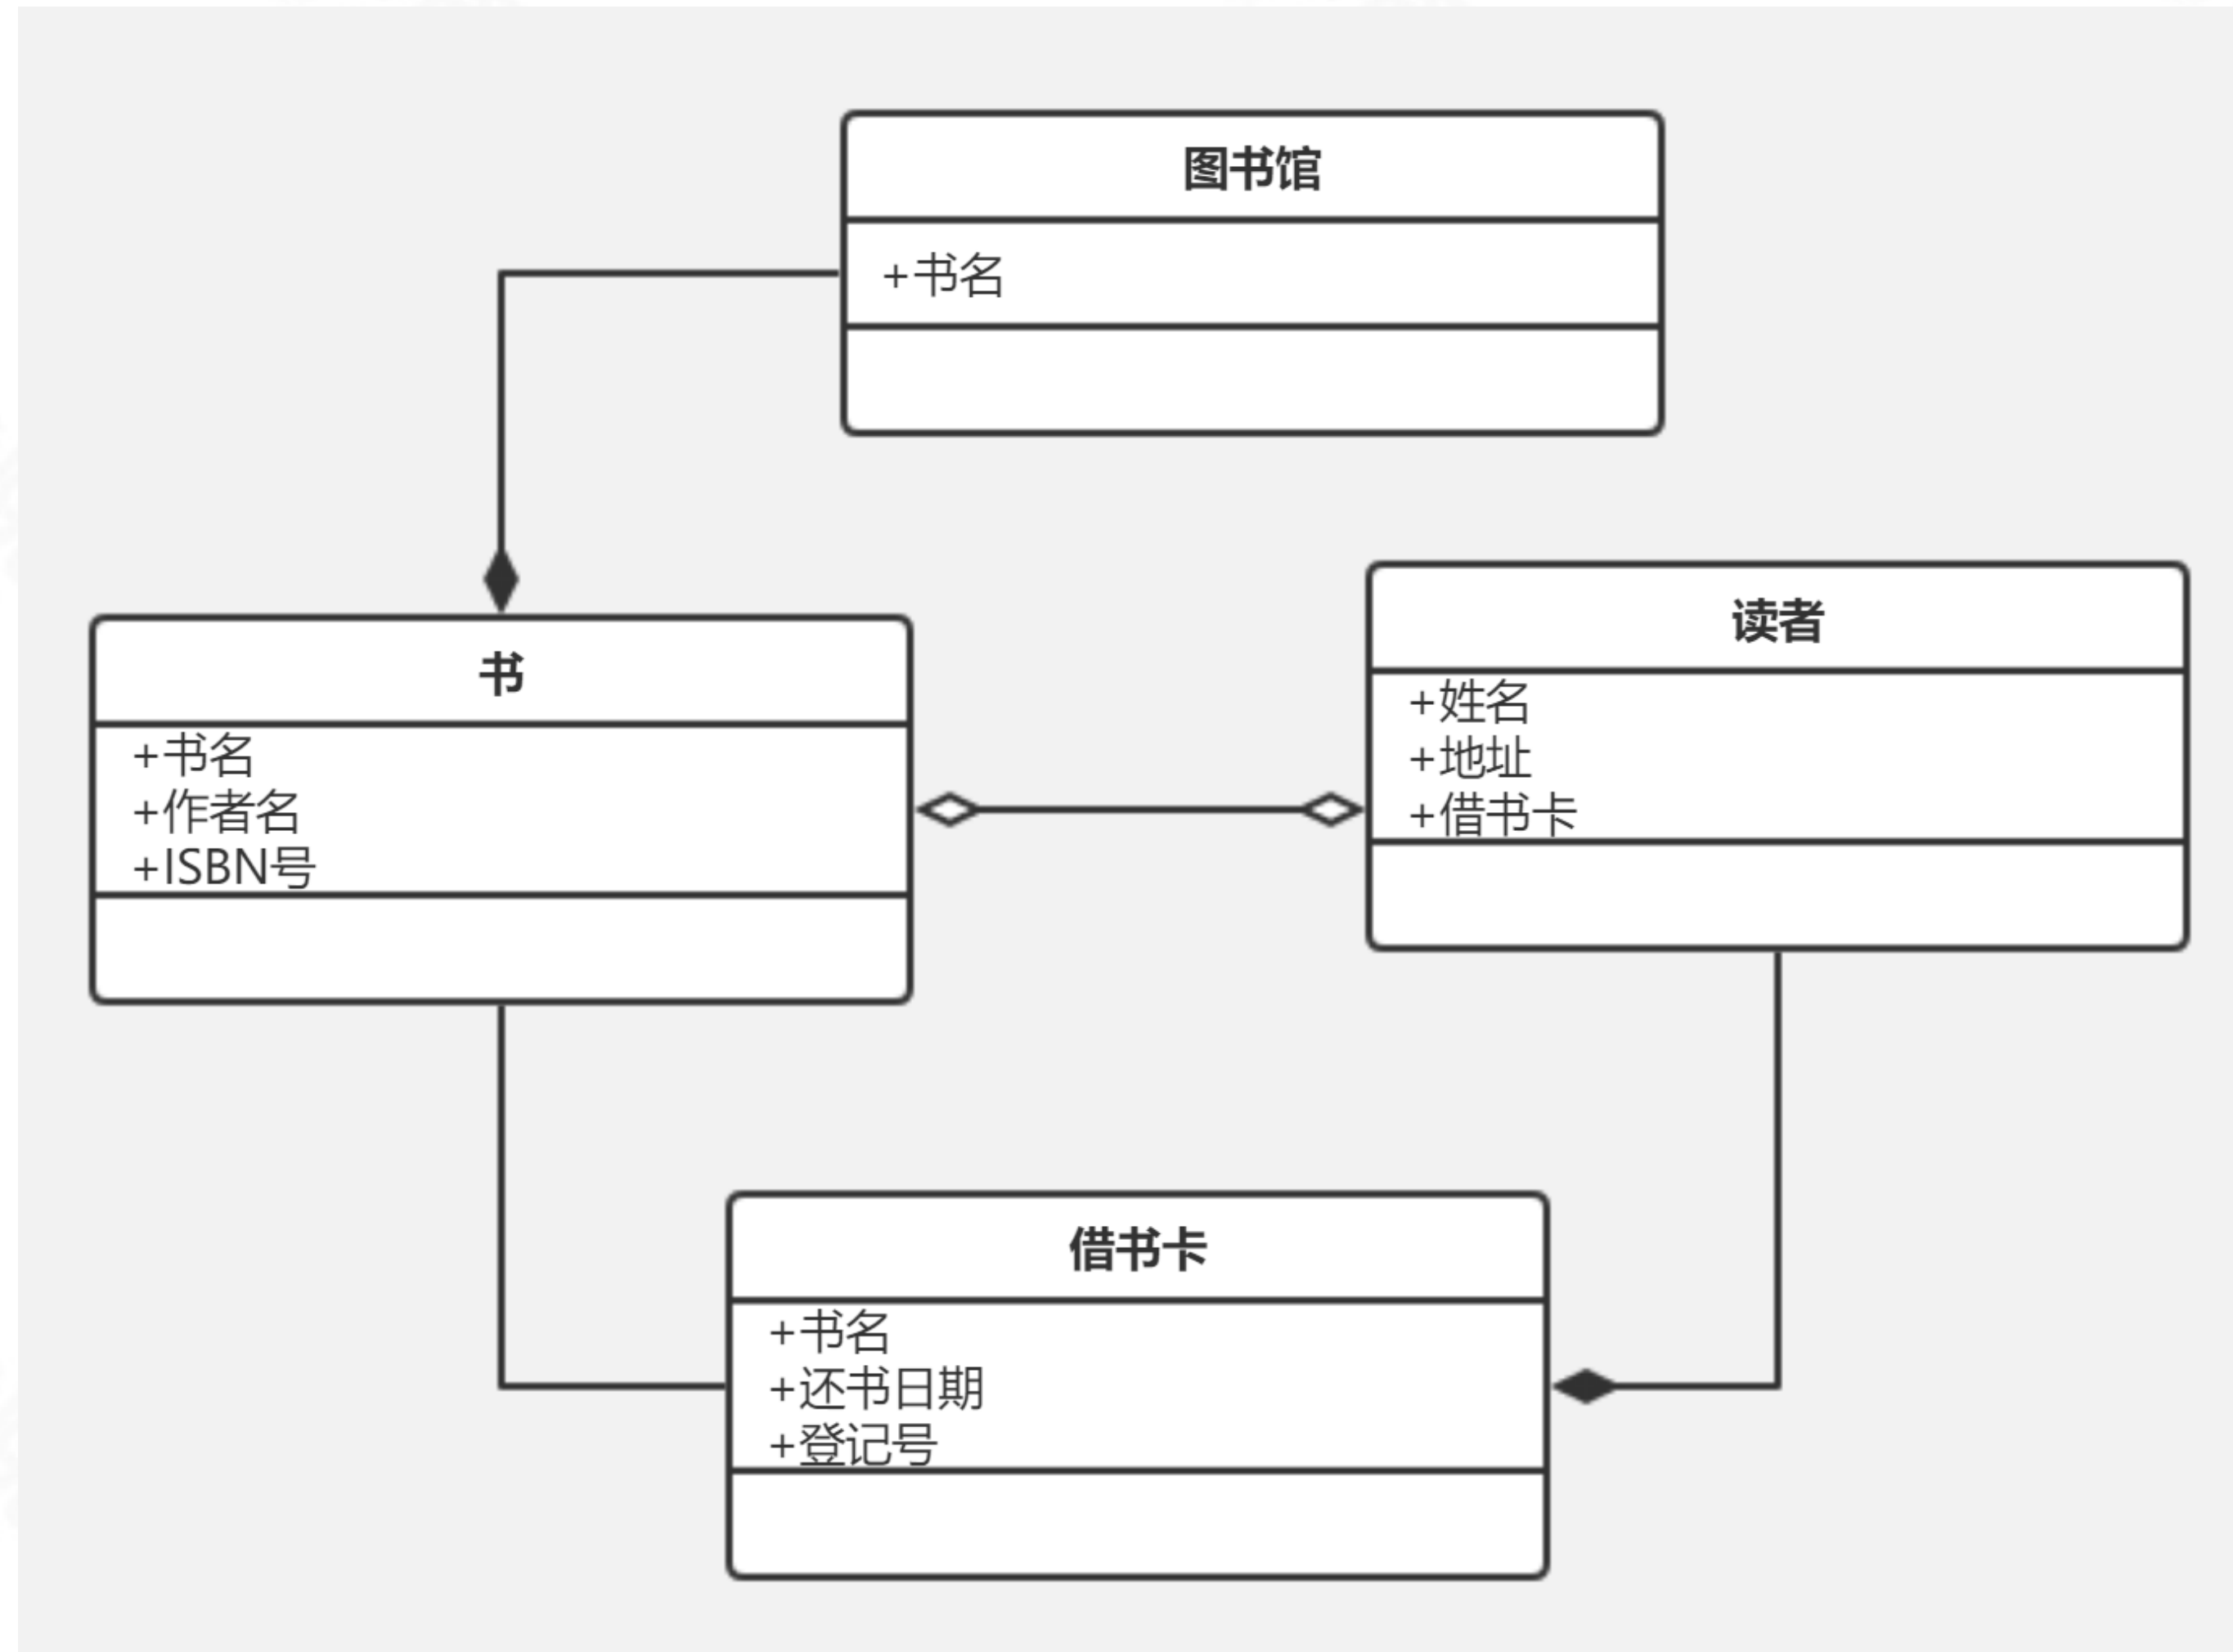 图书馆
+书名
书
+书名
+作者名
+ISBN号
读者
+姓名
+地址
+借书卡
借书卡
+书名
+还书日期
+登记号